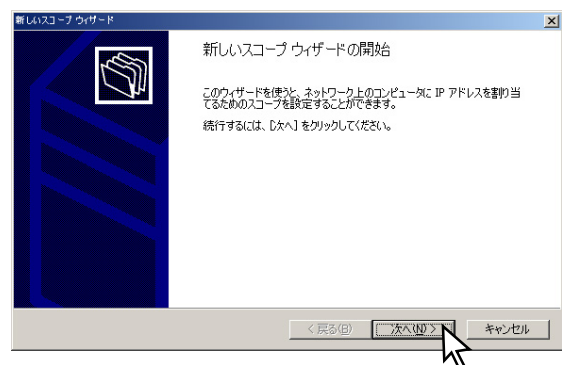 新しいスコープ ウィザード
新しいスコープ ウィザードの開始
このウィザードを使うと、ネットワーク上のコンピュータに IP アドレスを割り当
てるためのスコープを設定することができます。
続行するには、[次へ] をクリックしてください。
< 戻る(B) 次へ(N) > キャンセル